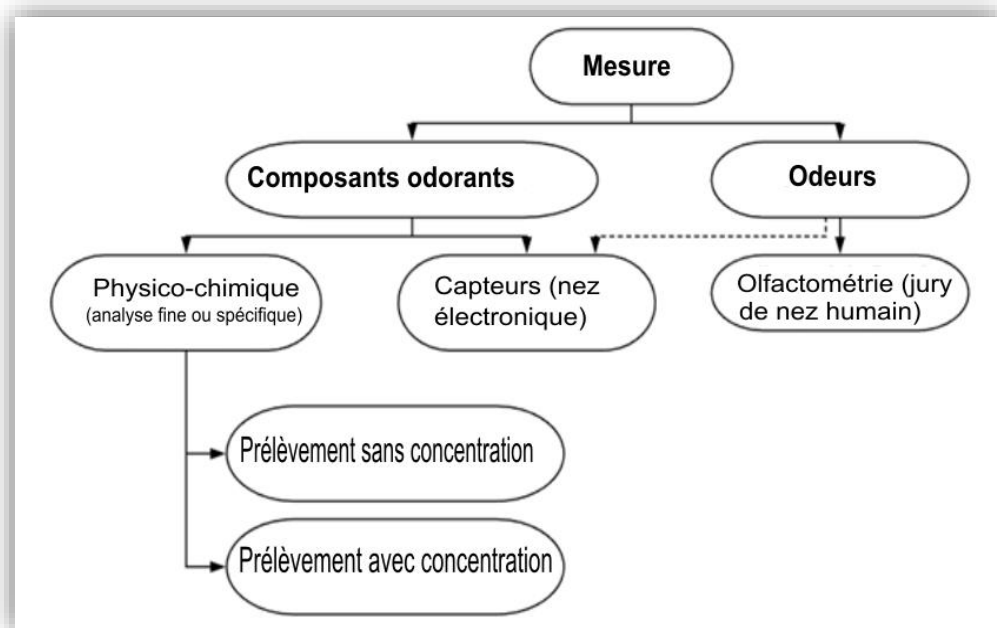 Mesure
Composants odorants
Odeurs
Physico-chimique
(analyse fine ou spécifique)
Capteurs (nez
électronique)
Olfactométrie (jury
de nez humain)
Prélèvement sans concentration
Prélèvement avec concentration